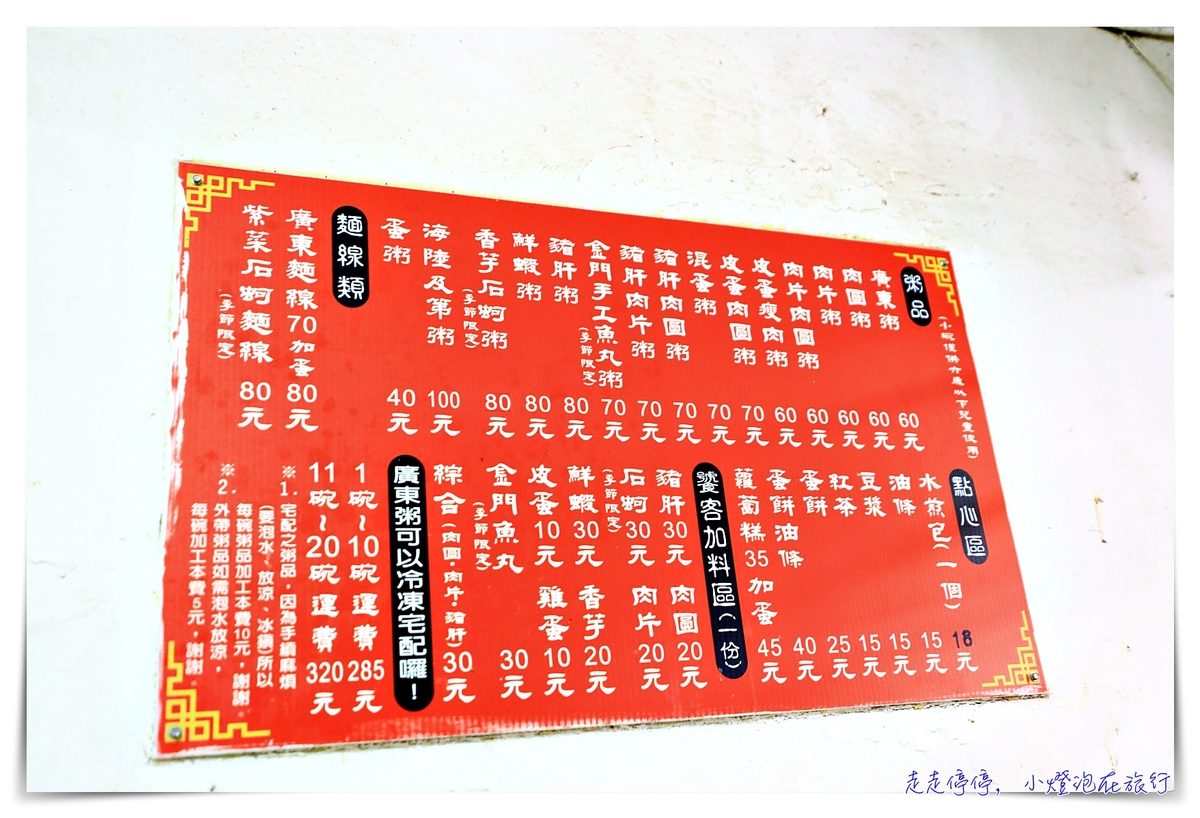 粥品
(小碗僅供六歲以下兒童使用)
廣東粥 60元
肉圓粥 60元
肉片粥 60元
肉片肉圓粥 60元
皮蛋瘦肉粥 60元
皮蛋肉圓粥 70元
混蛋粥 70元
豬肝肉圓粥 70元
豬肝肉片粥 70元
金門手工魚丸粥 70元
(季節限定)
豬肝粥 80元
鮮蝦粥 80元
香芋石蚵粥 80元
(季節限定)
海陸及第粥 100元
蛋粥 40元
麵線類
廣東麵線70加蛋80元
紫菜石蚵麵線 80元
(季節限定)
點心區
水煎包(一個) 18元
油條 15元
豆漿 15元
紅茶 15元
蛋餅 25元
蛋餅油條 40元
蘿蔔糕35加蛋 45元
饕客加料區(一份)
豬肝30元 肉圓20元
石蚵30元 肉片20元
(季節限定)
鮮蝦30元 香芋20元
皮蛋10元 雞蛋10元
金門魚丸 30元
(季節限定)
綜合(肉圓·肉片·豬肝)30元
廣東粥可以冷凍宅配囉!
1碗~10碗運費285元
11碗~20碗運費320元
※1.宅配之粥品,因為手續麻煩
(要泡水、放涼、冰鎮)所以
每碗粥品加工本費10元,謝謝。
※2.外帶粥品如需泡水放涼,
每碗加工本費5元,謝謝。
走走停停, 小燈泡在旅行